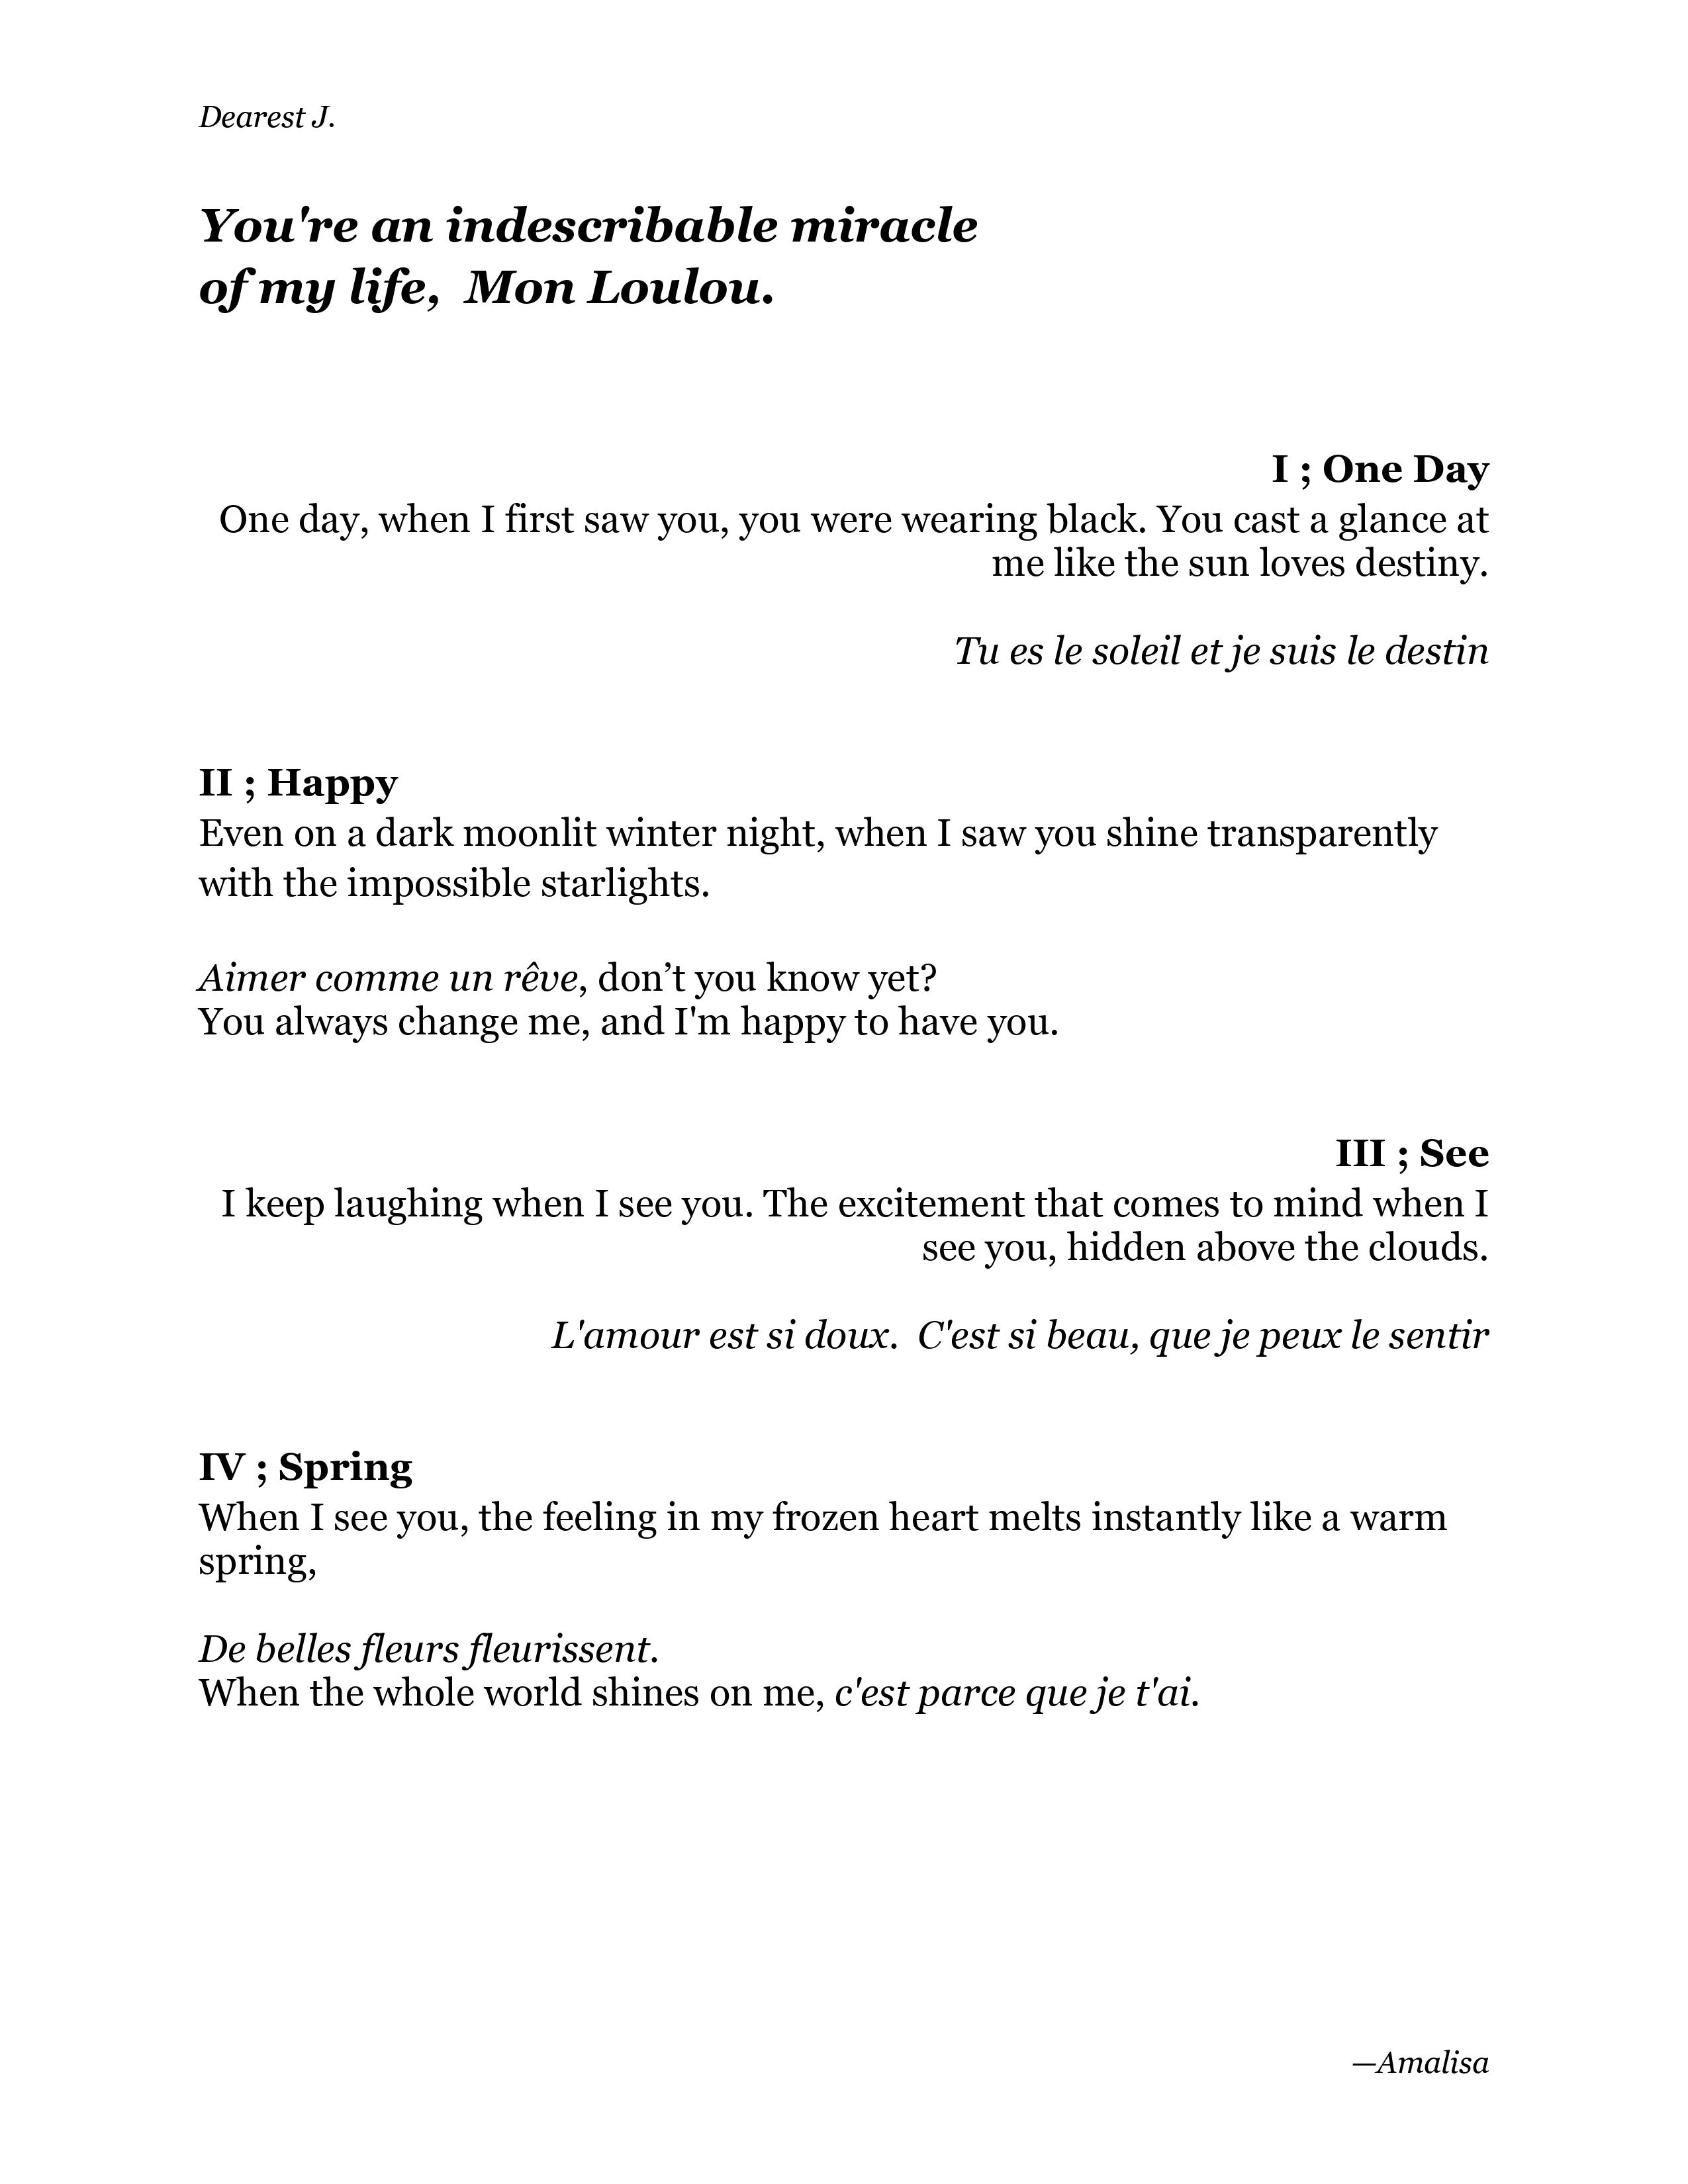 Dearest J.
You're an indescribable miracle
of my life,  Mon Loulou.
I ; One Day
One day, when I first saw you, you were wearing black. You cast a glance at
me like the sun loves destiny.
Tu es le soleil et je suis le destin
II ; Happy
Even on a dark moonlit winter night, when I saw you shine transparently
with the impossible starlights.
Aimer comme un rêve, don’t you know yet?
You always change me, and I'm happy to have you.
III ; See
I keep laughing when I see you. The excitement that comes to mind when I
see you, hidden above the clouds.
L'amour est si doux.  C'est si beau, que je peux le sentir
IV ; Spring
When I see you, the feeling in my frozen heart melts instantly like a warm
spring,
De belles fleurs fleurissent.
When the whole world shines on me, c'est parce que je t'ai.
—Amalisa